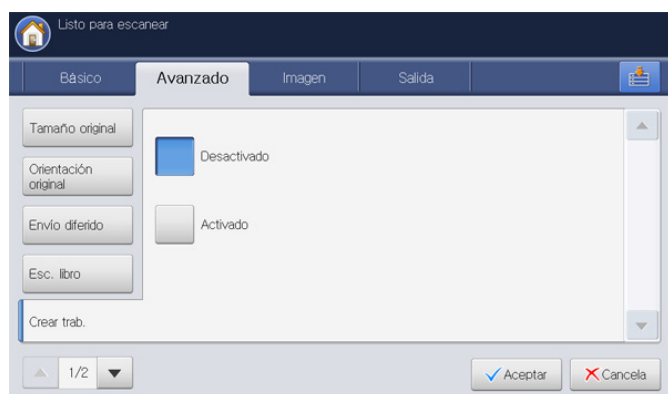 Listo para escanear
Básico
Avanzado
Imagen
Salida
Tamaño original
Orientación
original
Envío diferido
Esc. libro
Crear trab.
Desactivado
Activado
1/2
Aceptar
Cancela